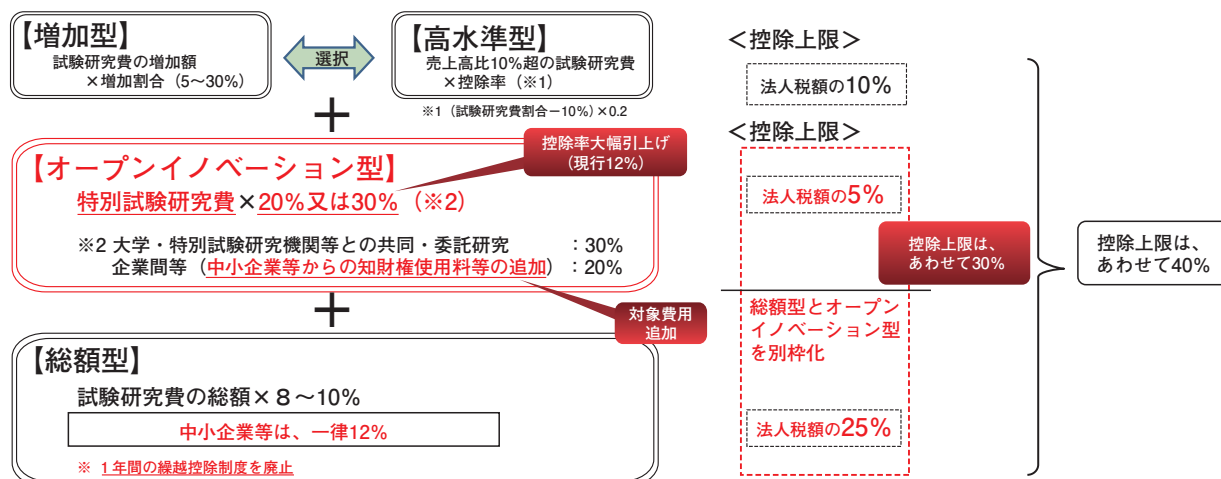 【増加型】
試験研究費の増加額
×増加割合（5～30％）
選択
【高水準型】
売上高比10％超の試験研究費
×控除率（※1）
※1（試験研究費割合－10％）×0.2
＋
【オープンイノベーション型】
特別試験研究費×20％又は30％（※2）
控除率大幅引上げ
（現行12％）
※2 大学・特別試験研究機関等との共同・委託研究　：30％
企業間等（中小企業等からの知財権使用料等の追加）：20％
対象費用
追加
＋
【総額型】
試験研究費の総額×８～10％
中小企業等は、一律12％
※ １年間の繰越控除制度を廃止
＜控除上限＞
法人税額の10％
＜控除上限＞
法人税額の5％
控除上限は、
あわせて30％
総額型とオープン
イノベーション型
を別枠化
法人税額の25％
控除上限は、
あわせて40％